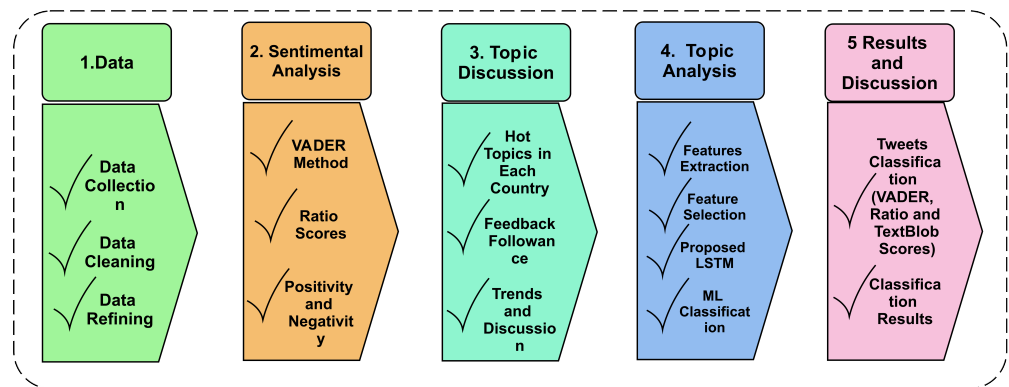 1.Data
Data
Collectio
n
Data
Cleaning
Data
Refining
2. Sentimental
Analysis
VADER
Method
Ratio
Scores
Positivity
and
Negativit
y
3. Topic
Discussion
Hot
Topics in
Each
Country
Feedback
Followan
ce
Trends
and
Discussio
n
4. Topic
Analysis
Features
Extraction
Feature
Selection
Proposed
LSTM
ML
Classificat
ion
5 Results
and
Discussion
Tweets
Classifica
tion
(VADER,
Ratio and
TextBlob
Scores)
Classifica
tion
Results